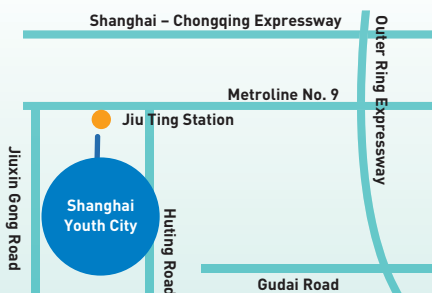 Shanghai – Chongqing Expressway
Outer Ring Expressway
Metroline No. 9
Jiu Ting Station
Jiuxin Gong Road
Shanghai
Youth City
Huting Road
Gudai Road